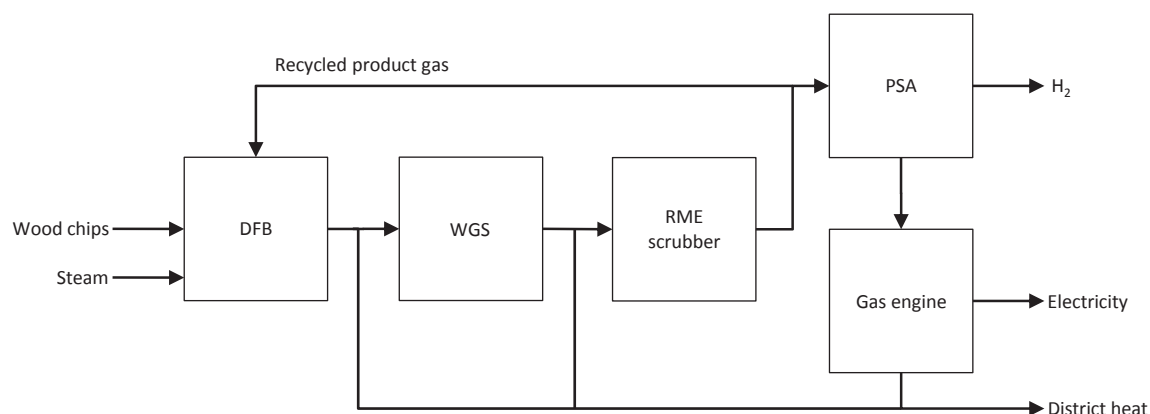 Recycled product gas
PSA
H2
Wood chips
DFB
WGS
RME
scrubber
Steam
Gas engine
Electricity
District heat